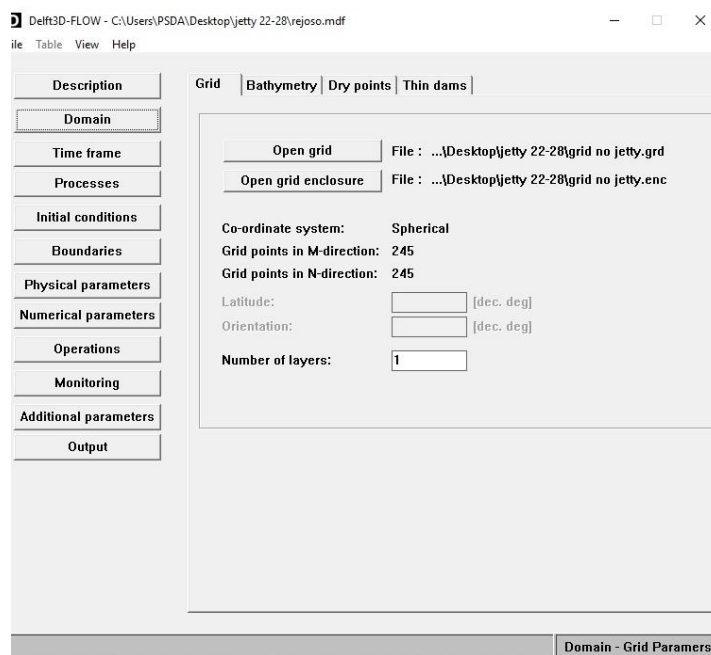 Delft3D-FLOW - C:\Users\PSDA\Desktop\jetty 22-28\rejoso.mdf
ile Table View Help
Description
Domain
Time frame
Processes
Initial conditions
Boundaries
Physical parameters
Numerical parameters
Operations
Monitoring
Additional parameters
Output
Grid Bathymetry Dry points Thin dams
Open grid File : ...\Desktop\jetty 22-28\grid no jetty.grd
Open grid enclosure File : ...\Desktop\jetty 22-28\grid no jetty.enc
Co-ordinate system: Spherical
Grid points in M-direction: 245
Grid points in N-direction: 245
Latitude: [dec. deg]
Orientation: [dec. deg]
Number of layers: 1
Domain - Grid Paramers